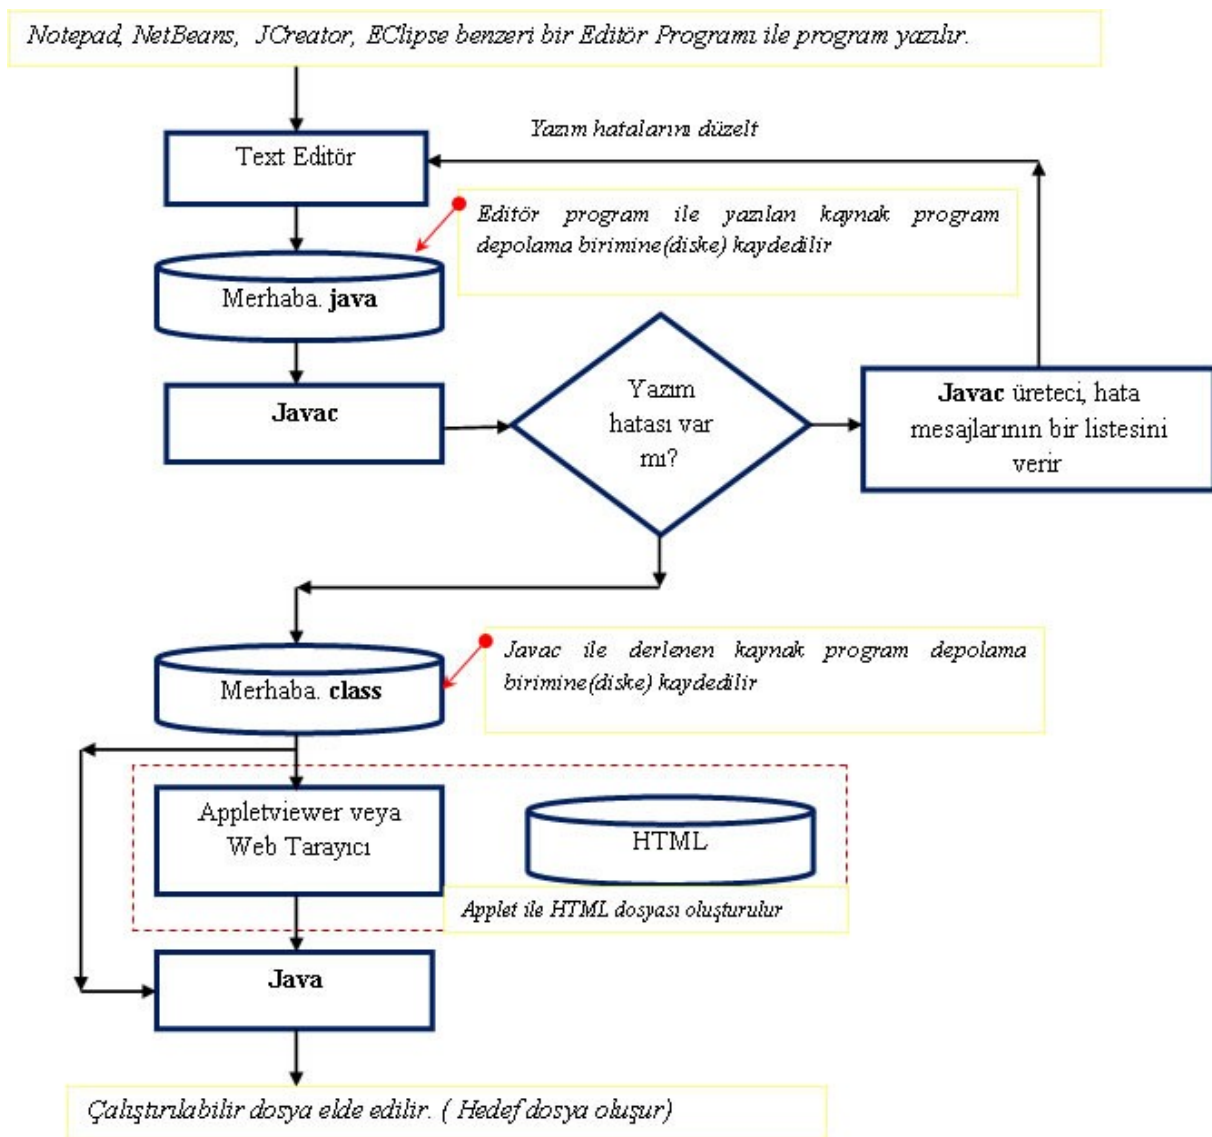 Notepad, NetBeans, JCreator, EClipse benzeri bir Editör Programı ile program yazılır.
Yazım hatalarını düzelt
Text Editör
Editör program ile yazılan kaynak program
depolama birimine(diske) kaydedilir
Merhaba. java
Javac
Yazım
hatası var
mı?
Javac üreteci, hata
mesajlarının bir listesini
verir
Javac ile derlenen kaynak program depolama
birimine(diske) kaydedilir
Merhaba. class
Appletviewer veya
Web Tarayıcı
HTML
Applet ile HTML dosyası oluşturulur
Java
Çalıştırılabilir dosya elde edilir. ( Hedef dosya oluşur)